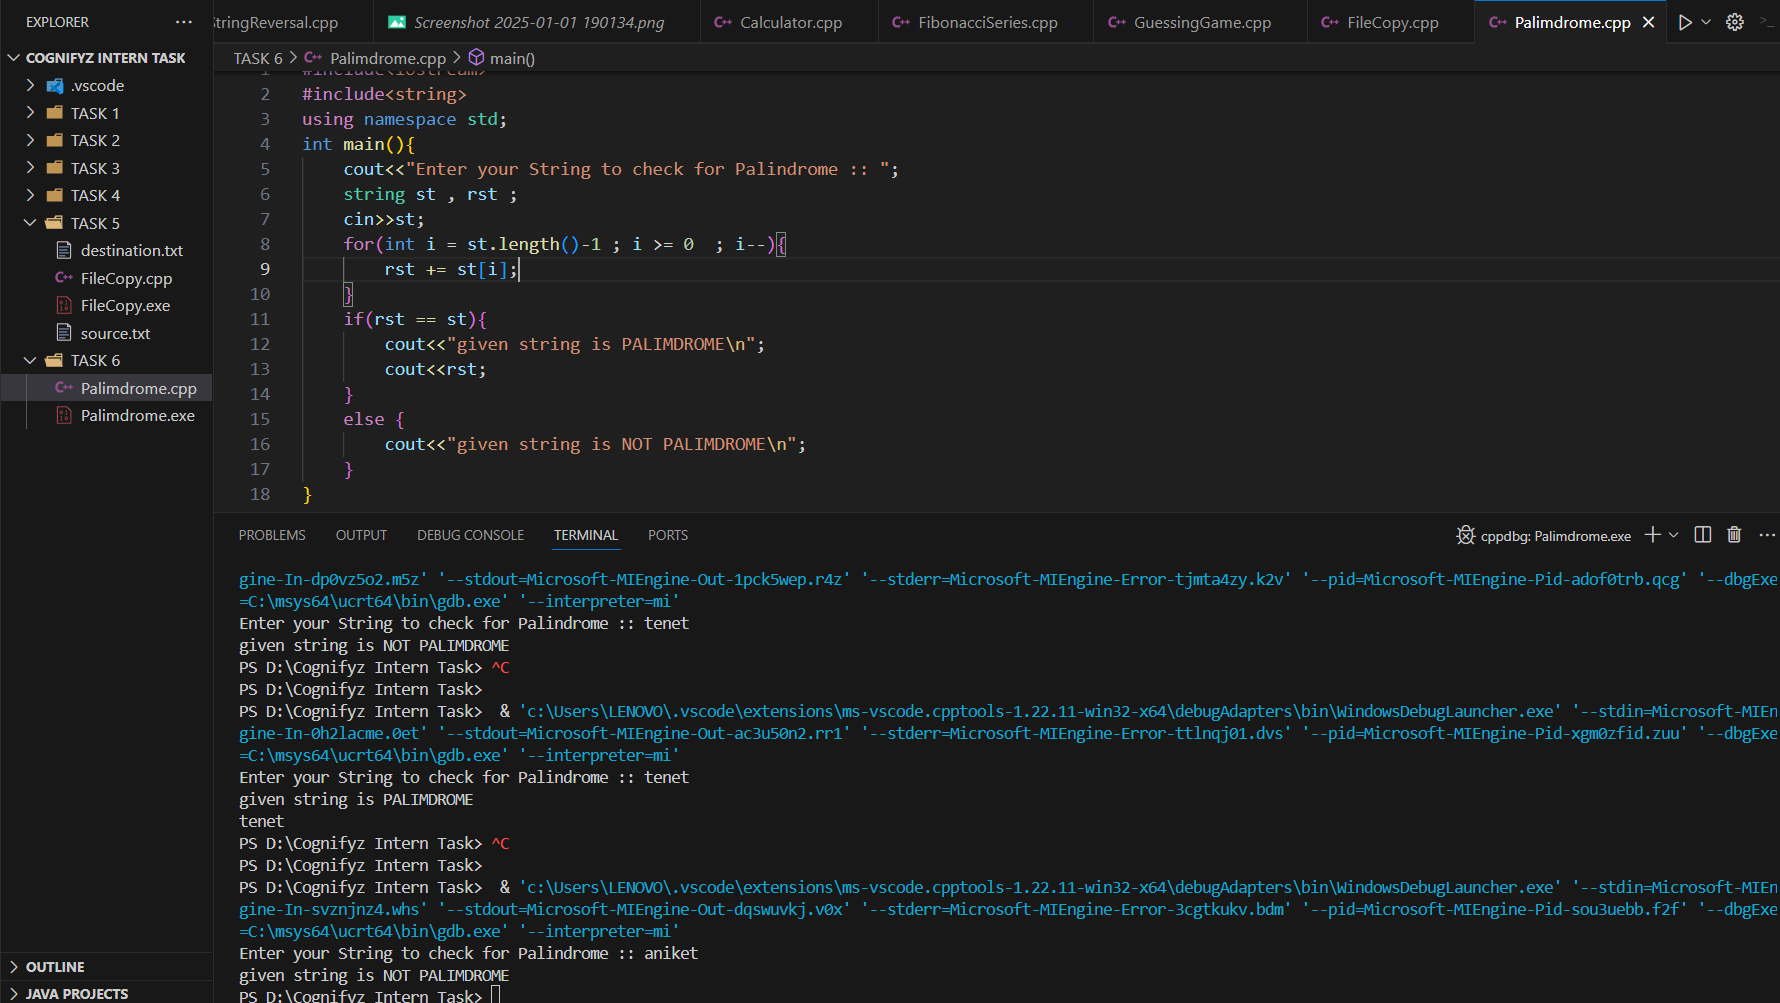 EXPLORER
COGNIFYZ INTERN TASK
.vscode
TASK 1
TASK 2
TASK 3
TASK 4
TASK 5
destination.txt
FileCopy.cpp
FileCopy.exe
source.txt
TASK 6
Palimdrome.cpp
Palimdrome.exe
OUTLINE
JAVA PROJECTS
tringReversal.cpp
Screenshot 2025-01-01 190134.png
Calculator.cpp
FibonacciSeries.cpp
GuessingGame.cpp
FileCopy.cpp
Palimdrome.cpp
TASK 6 > Palimdrome.cpp > main()
1 #include<iostream>
2 #include<string>
3 using namespace std;
4 int main(){
5 cout<<"Enter your String to check for Palindrome :: ";
6 string st , rst ;
7 cin>>st;
8 for(int i = st.length()-1 ; i >= 0  ; i--){
9 rst += st[i];
10 }
11 if(rst == st){
12 cout<<"given string is PALIMDROME\n";
13 cout<<rst;
14 }
15 else {
16 cout<<"given string is NOT PALIMDROME\n";
17 }
18 }
PROBLEMS OUTPUT DEBUG CONSOLE TERMINAL PORTS
cppdbg: Palimdrome.exe
gine-In-dp0vz5o2.m5z' '--stdout=Microsoft-MIEngine-Out-1pck5wep.r4z' '--stderr=Microsoft-MIEngine-Error-tjmta4zy.k2v' '--pid=Microsoft-MIEngine-Pid-adof0trb.qcg' '--dbgExe
=C:\msys64\ucrt64\bin\gdb.exe' '--interpreter=mi'
Enter your String to check for Palindrome :: tenet
given string is NOT PALIMDROME
PS D:\Cognifyz Intern Task> ^C
PS D:\Cognifyz Intern Task>
PS D:\Cognifyz Intern Task>  & 'c:\Users\LENOVO\.vscode\extensions\ms-vscode.cpptools-1.22.11-win32-x64\debugAdapters\bin\WindowsDebugLauncher.exe' '--stdin=Microsoft-MIEn
gine-In-0h2lacme.0et' '--stdout=Microsoft-MIEngine-Out-ac3u50n2.rr1' '--stderr=Microsoft-MIEngine-Error-ttlnqj01.dvs' '--pid=Microsoft-MIEngine-Pid-xgm0zfid.zuu' '--dbgExe
=C:\msys64\ucrt64\bin\gdb.exe' '--interpreter=mi'
Enter your String to check for Palindrome :: tenet
given string is PALIMDROME
tenet
PS D:\Cognifyz Intern Task> ^C
PS D:\Cognifyz Intern Task>
PS D:\Cognifyz Intern Task>  & 'c:\Users\LENOVO\.vscode\extensions\ms-vscode.cpptools-1.22.11-win32-x64\debugAdapters\bin\WindowsDebugLauncher.exe' '--stdin=Microsoft-MIEn
gine-In-svznjnz4.whs' '--stdout=Microsoft-MIEngine-Out-dqswuvkj.v0x' '--stderr=Microsoft-MIEngine-Error-3cgtkukv.bdm' '--pid=Microsoft-MIEngine-Pid-sou3uebb.f2f' '--dbgExe
=C:\msys64\ucrt64\bin\gdb.exe' '--interpreter=mi'
Enter your String to check for Palindrome :: aniket
given string is NOT PALIMDROME
PS D:\Cognifyz Intern Task>